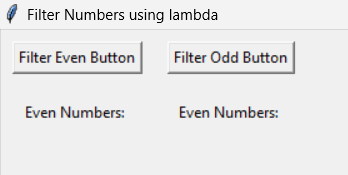 Filter Numbers using lambda
Filter Even Button Filter Odd Button
Even Numbers: Even Numbers: